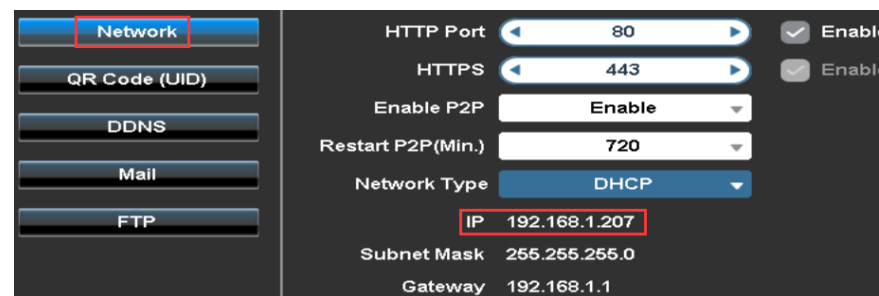 Network
QR Code (UID)
DDNS
Mail
FTP
HTTP Port 80 Enabl
HTTPS 443 Enabl
Enable P2P Enable
Restart P2P(Min.) 720
Network Type DHCP
IP 192.168.1.207
Subnet Mask 255.255.255.0
Gateway 192.168.1.1